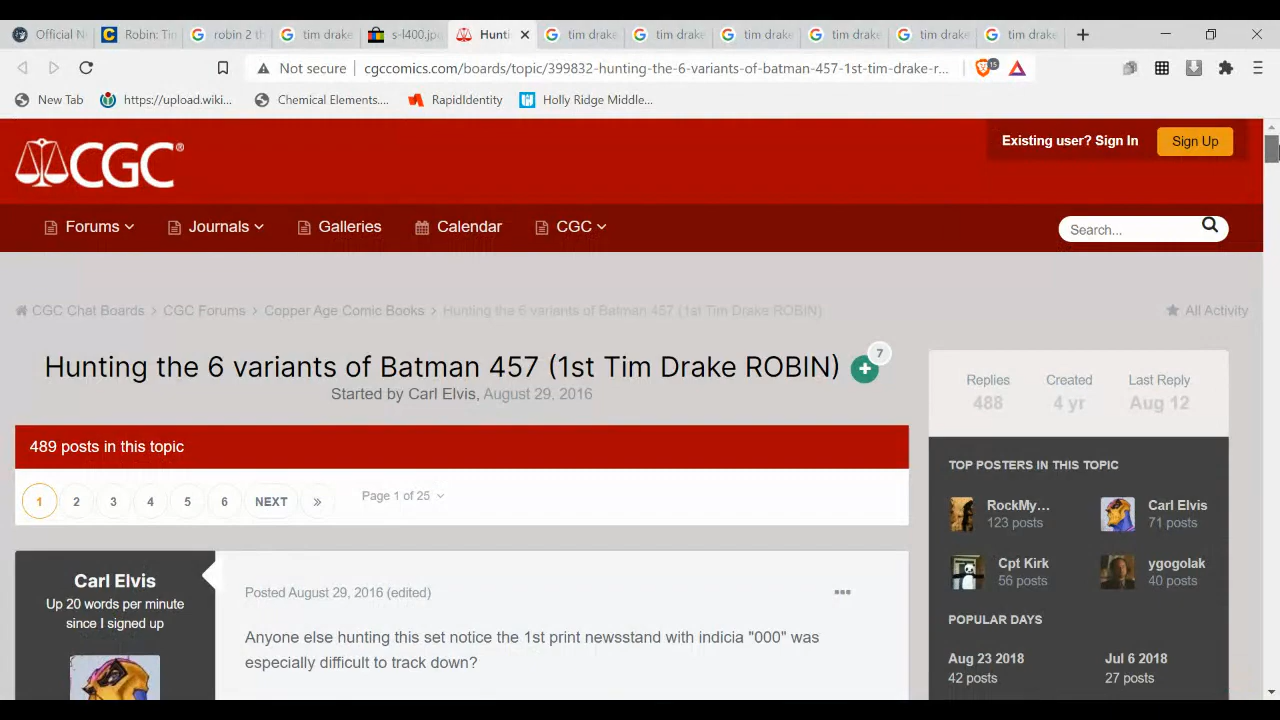 Official N
Robin: Tim
robin 2 th
tim drake
s-l400.jpg
Hunti
tim drake
tim drake
tim drake
tim drake
tim drake
tim drake
Not secure
cgccomics.com/boards/topic/399832-hunting-the-6-variants-of-batman-457-1st-tim-drake-r...
15
New Tab
https://upload.wiki...
Chemical Elements....
RapidIdentity
Holly Ridge Middle...
CGC®
Existing user? Sign In
Sign Up
Forums
Journals
Galleries
Calendar
CGC
Search...
CGC Chat Boards > CGC Forums > Copper Age Comic Books > Hunting the 6 variants of Batman 457 (1st Tim Drake ROBIN)
All Activity
Hunting the 6 variants of Batman 457 (1st Tim Drake ROBIN)
7
Started by Carl Elvis, August 29, 2016
489 posts in this topic
1 2 3 4 5 6 NEXT »
Page 1 of 25
Carl Elvis
Up 20 words per minute
since I signed up
Posted August 29, 2016 (edited)
Anyone else hunting this set notice the 1st print newsstand with indicia "000" was
especially difficult to track down?
Replies Created Last Reply
488 4 yr Aug 12
TOP POSTERS IN THIS TOPIC
RockMy...
123 posts
Carl Elvis
71 posts
Cpt Kirk
56 posts
ygogolak
40 posts
POPULAR DAYS
Aug 23 2018
42 posts
Jul 6 2018
27 posts